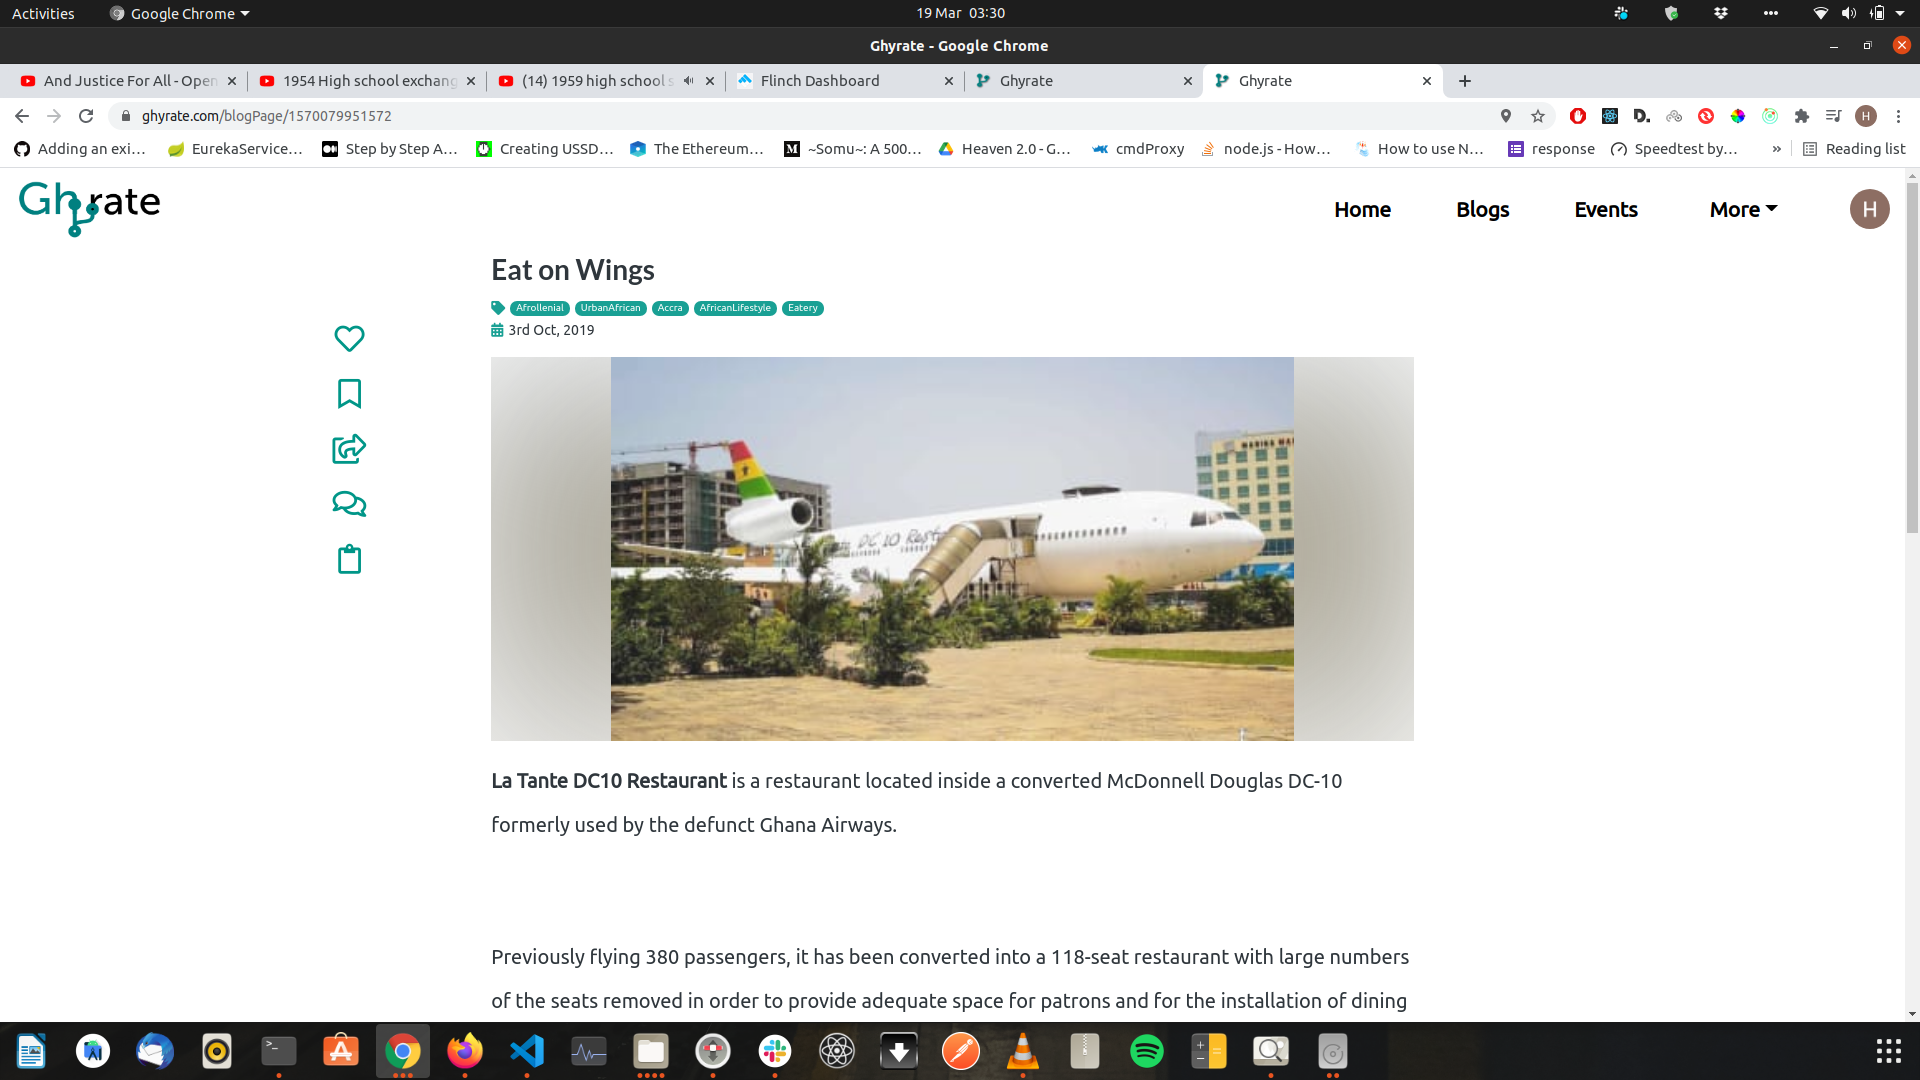 Activities
Google Chrome
19 Mar 03:30
Ghyrate - Google Chrome
And Justice For All - Open
1954 High school exchang
(14) 1959 high school s
Flinch Dashboard
Ghyrate
Ghyrate
ghyrate.com/blogPage/1570079951572
H
Adding an exi...
EurekaService...
Step by Step A...
Creating USSD...
The Ethereum...
~Somu~: A 500...
Heaven 2.0 - G...
cmdProxy
node.js - How...
How to use N...
response
Speedtest by...
»
Reading list
Ghyrate
Home
Blogs
Events
More
H
Eat on Wings
Afrollenial
UrbanAfrican
Accra
AfricanLifestyle
Eatery
3rd Oct, 2019
DC 10 Rest
La Tante DC10 Restaurant is a restaurant located inside a converted McDonnell Douglas DC-10
formerly used by the defunct Ghana Airways.
Previously flying 380 passengers, it has been converted into a 118-seat restaurant with large numbers
of the seats removed in order to provide adequate space for patrons and for the installation of dining